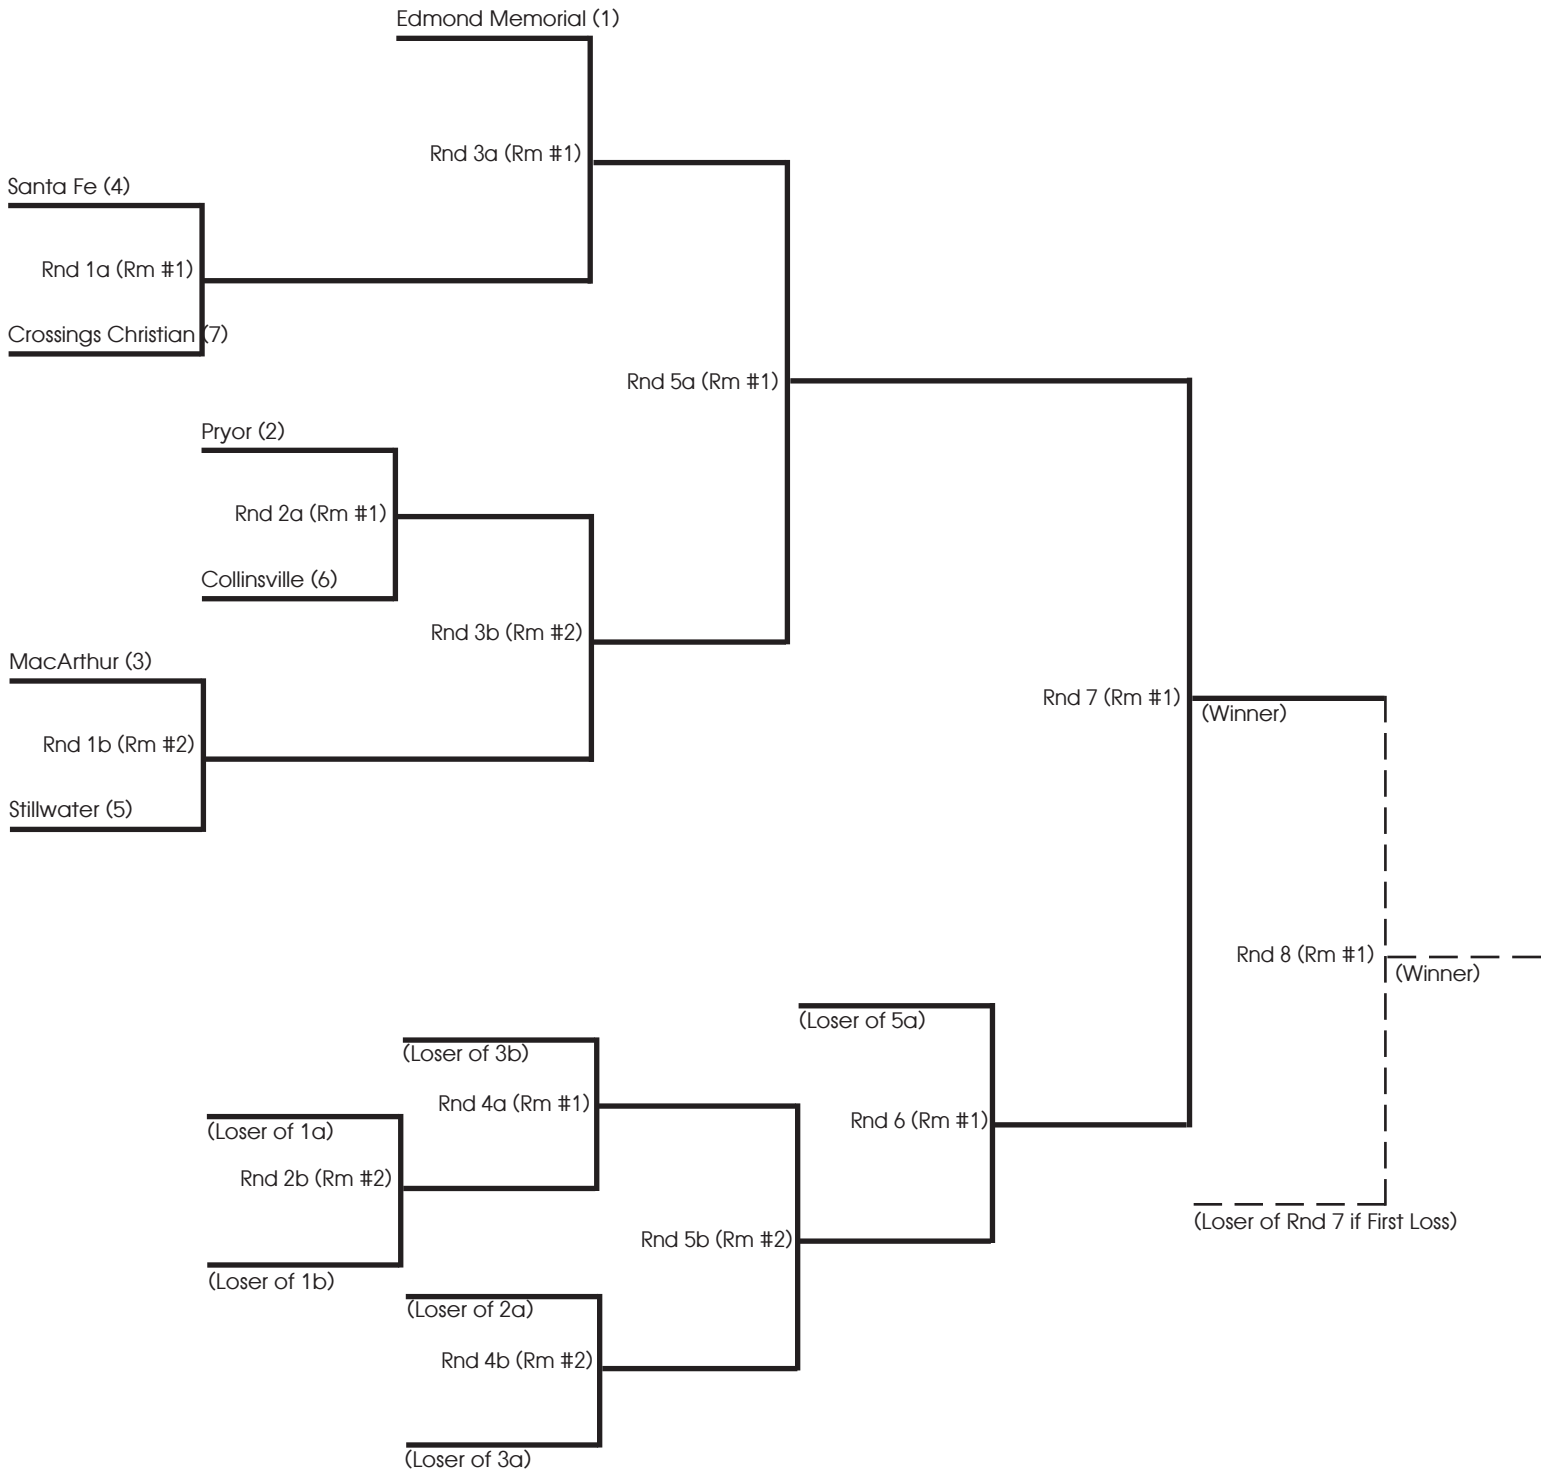 Edmond Memorial (1)
Rnd 3a (Rm #1)
Santa Fe (4)
Rnd 1a (Rm #1)
Crossings Christian (7)
Rnd 5a (Rm #1)
Pryor (2)
Rnd 2a (Rm #1)
Collinsville (6)
Rnd 3b (Rm #2)
MacArthur (3)
Rnd 1b (Rm #2)
Stillwater (5)
Rnd 7 (Rm #1)
(Winner)
Rnd 8 (Rm #1)
(Winner)
(Loser of 5a)
(Loser of 3b)
Rnd 4a (Rm #1)
Rnd 6 (Rm #1)
(Loser of 1a)
Rnd 2b (Rm #2)
(Loser of Rnd 7 if First Loss)
Rnd 5b (Rm #2)
(Loser of 1b)
(Loser of 2a)
Rnd 4b (Rm #2)
(Loser of 3a)